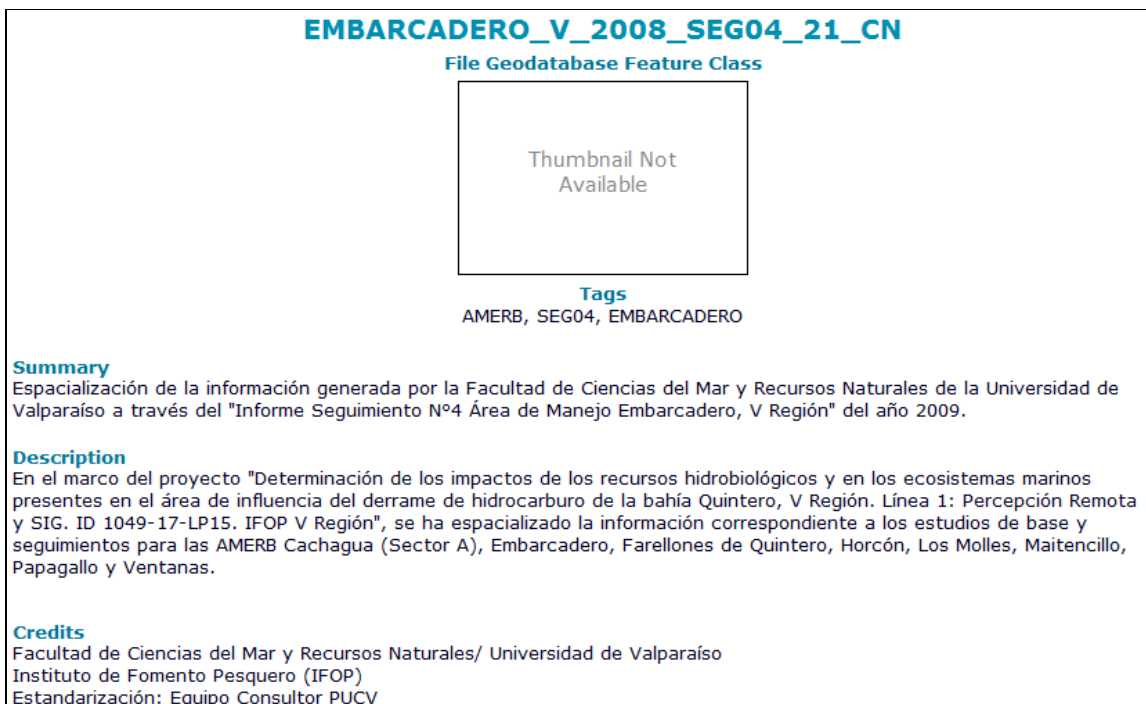 EMBARCADERO_V_2008_SEG04_21_CN
File Geodatabase Feature Class
Thumbnail Not
Available
Tags
AMERB, SEG04, EMBARCADERO
Summary
Espacialización de la información generada por la Facultad de Ciencias del Mar y Recursos Naturales de la Universidad de
Valparaíso a través del "Informe Seguimiento Nº4 Área de Manejo Embarcadero, V Región" del año 2009.
Description
En el marco del proyecto "Determinación de los impactos de los recursos hidrobiológicos y en los ecosistemas marinos
presentes en el área de influencia del derrame de hidrocarburo de la bahía Quintero, V Región. Línea 1: Percepción Remota
y SIG. ID 1049-17-LP15. IFOP V Región", se ha espacializado la información correspondiente a los estudios de base y
seguimientos para las AMERB Cachagua (Sector A), Embarcadero, Farellones de Quintero, Horcón, Los Molles, Maitencillo,
Papagallo y Ventanas.
Credits
Facultad de Ciencias del Mar y Recursos Naturales/ Universidad de Valparaíso
Instituto de Fomento Pesquero (IFOP)
Estandarización: Equipo Consultor PUCV